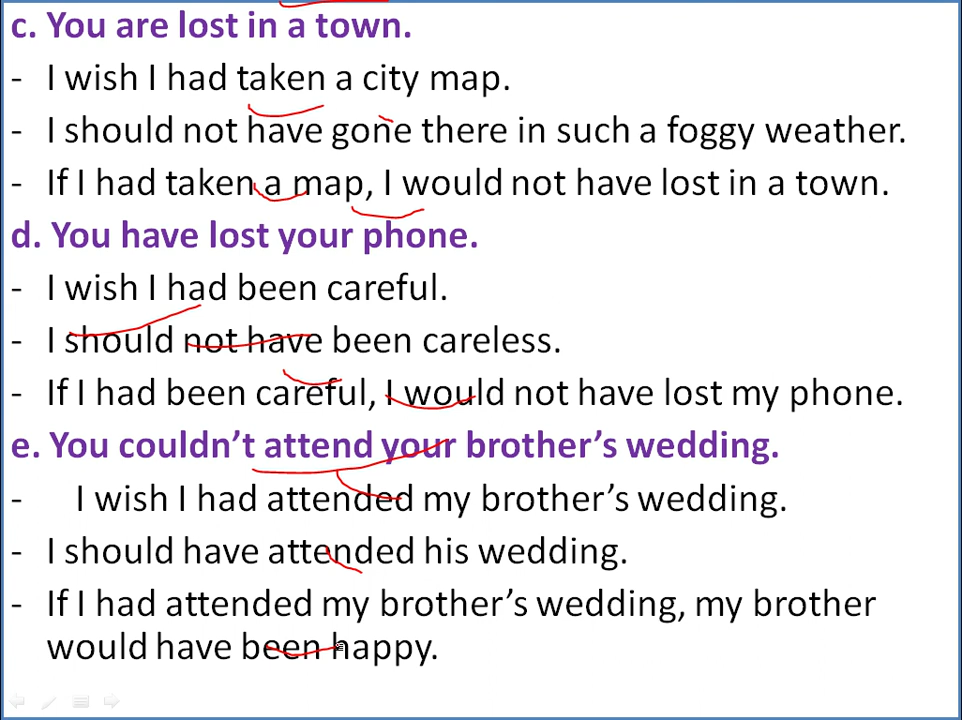 c. You are lost in a town.
- I wish I had taken a city map.
- I should not have gone there in such a foggy weather.
- If I had taken a map, I would not have lost in a town.
d. You have lost your phone.
- I wish I had been careful.
- I should not have been careless.
- If I had been careful, I would not have lost my phone.
e. You couldn’t attend your brother’s wedding.
- I wish I had attended my brother’s wedding.
- I should have attended his wedding.
- If I had attended my brother’s wedding, my brother
would have been happy.